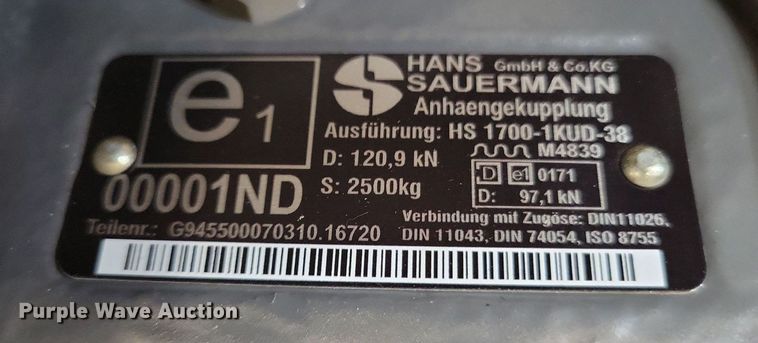 e1
00001ND
HANS GmbH & Co.KG
SAUERMANN
Anhaengekupplung
Ausführung: HS 1700-1KUD-38
D: 120,9 kN
M4839
S: 2500kg
D e1 0171
D: 97,1 kN
Verbindung mit Zugöse: DIN11026,
Teilenr.: G945500070310.16720
DIN 11043, DIN 74054, ISO 8755
Purple Wave Auction